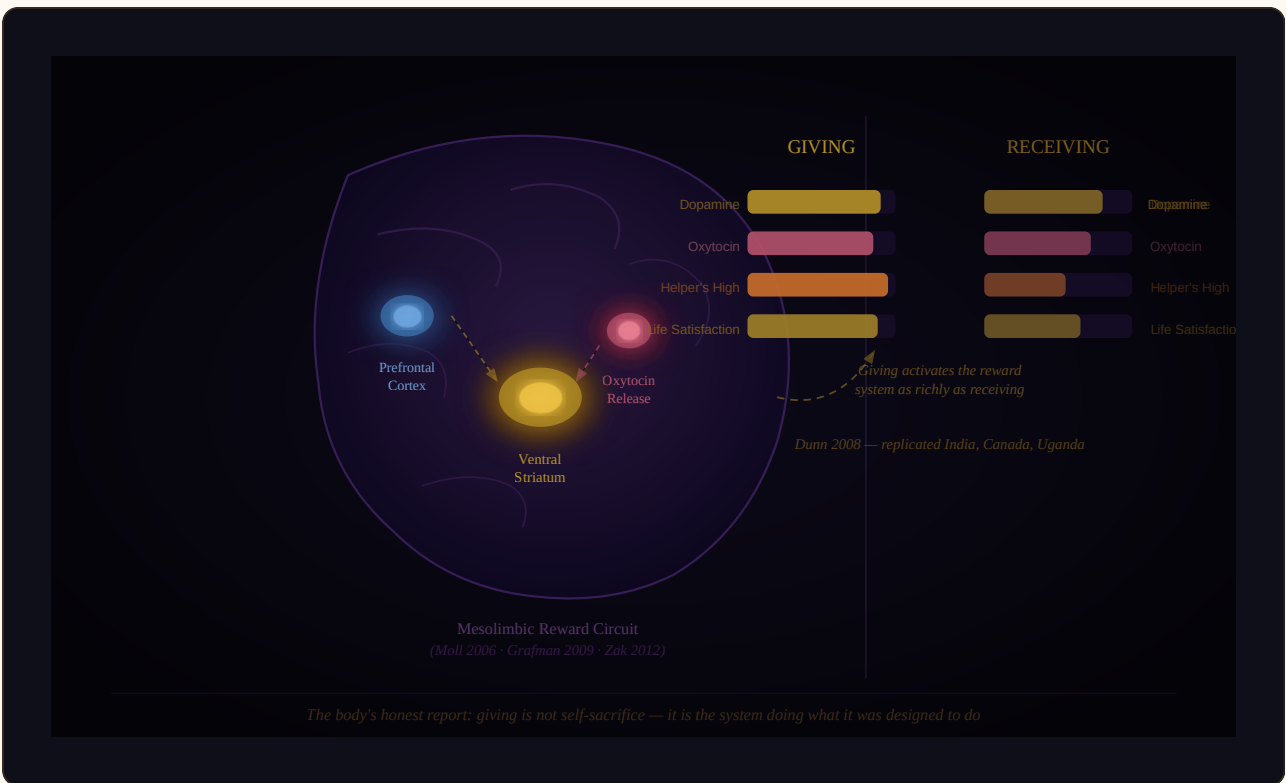 GIVING
RECEIVING
Dopamine
Dopamine
Oxytocin
Oxytocin
Helper's High
Helper's High
Life Satisfaction
Life Satisfactio
Prefrontal
Cortex
Oxytocin
Release
Ventral
Striatum
Giving activates the reward
system as richly as receiving
Dunn 2008 — replicated India, Canada, Uganda
Mesolimbic Reward Circuit
(Moll 2006 · Grafman 2009 · Zak 2012)
The body's honest report: giving is not self-sacrifice — it is the system doing what it was designed to do